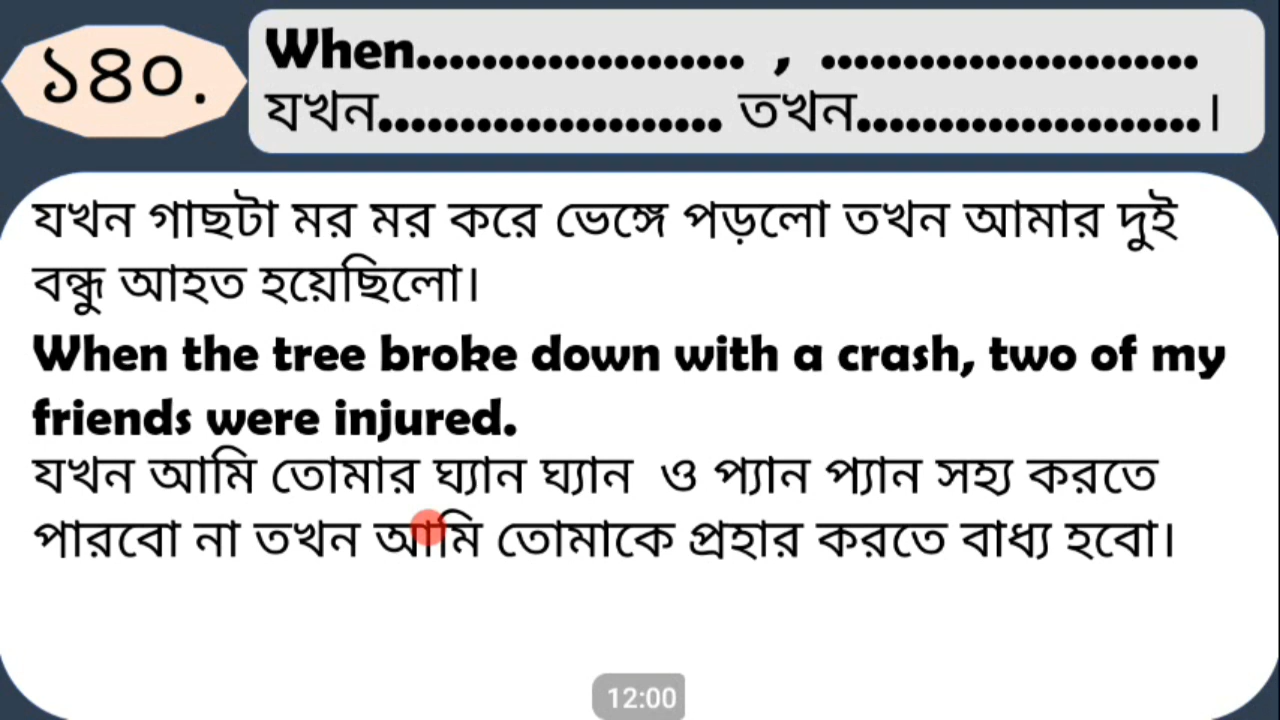 ১৪০.
When..................... , ........................
যখন...................... তখন......................।
যখন গাছটা মর মর করে ভেঙ্গে পড়লো তখন আমার দুই
বন্ধু আহত হয়েছিলো।
When the tree broke down with a crash, two of my
friends were injured.
যখন আমি তোমার ঘ্যান ঘ্যান ও প্যান প্যান সহ্য করতে
পারবো না তখন আমি তোমাকে প্রহার করতে বাধ্য হবো।
12:00